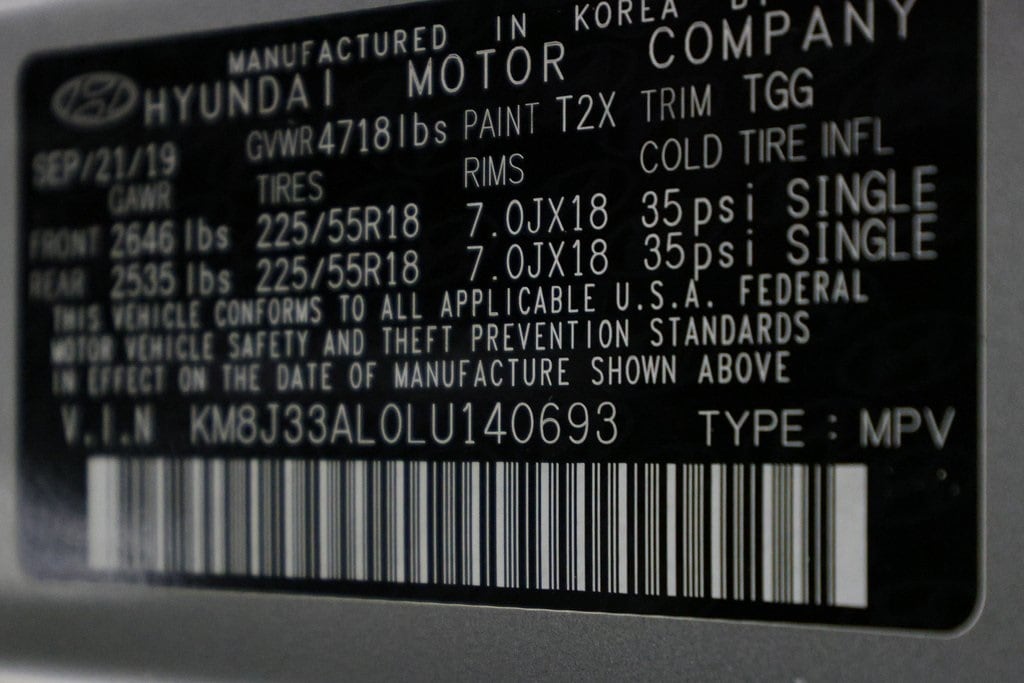 MANUFACTURED IN KOREA BY
HYUNDAI MOTOR COMPANY
SEP/21/19 GVWR 4718 lbs PAINT T2X TRIM TGG
GAWR TIRES RIMS COLD TIRE INFL
FRONT 2646 lbs 225/55R18 7.0JX18 35psi SINGLE
REAR 2535 lbs 225/55R18 7.0JX18 35psi SINGLE
THIS VEHICLE CONFORMS TO ALL APPLICABLE U.S.A. FEDERAL
MOTOR VEHICLE SAFETY AND THEFT PREVENTION STANDARDS
IN EFFECT ON THE DATE OF MANUFACTURE SHOWN ABOVE
V.I.N KM8J33AL0LU140693 TYPE : MPV